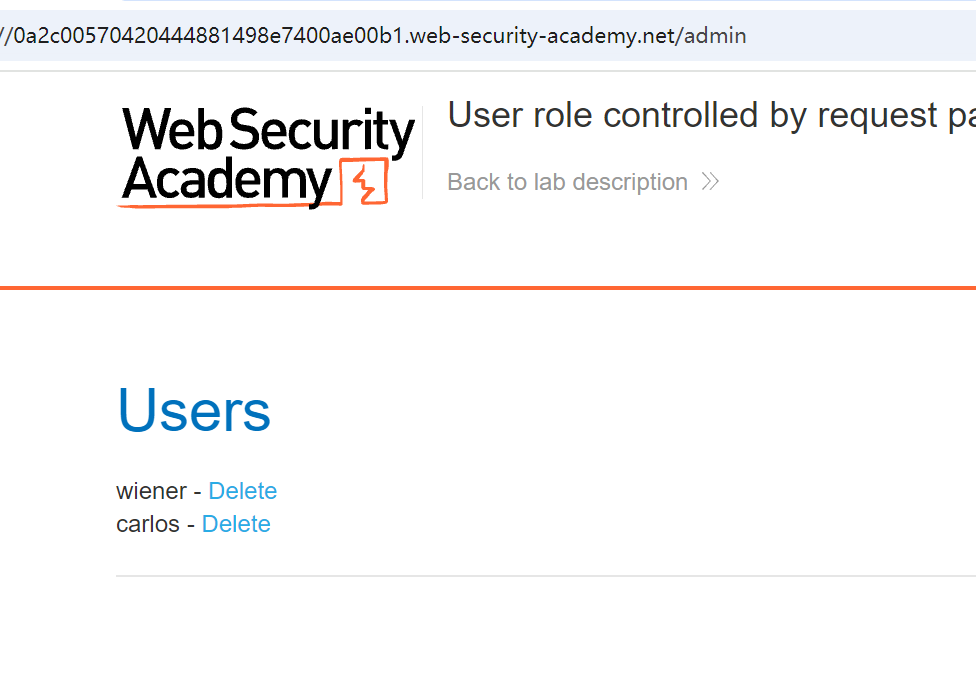 //0a2c00570420444881498e7400ae00b1.web-security-academy.net/admin
Web Security
Academy
User role controlled by request pa
Back to lab description
Users
wiener - Delete
carlos - Delete